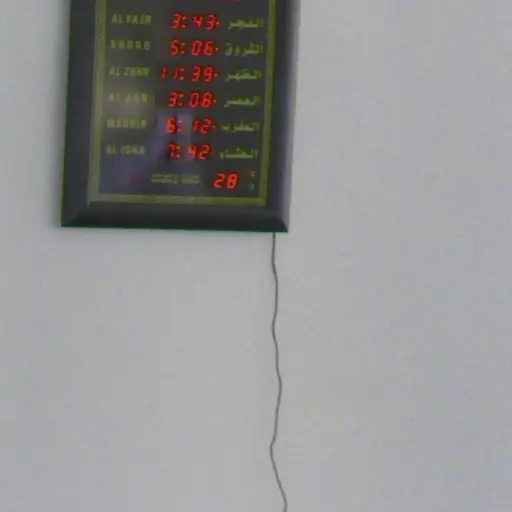 AL FAJR 3:43 الفجر
SHORQ 5:06 الشروق
AL ZOHR 11:39 الظهر
AL ASR 3:08 العصر
MAGRIB 6:12 المغرب
AL ISHA 7:42 العشاء
28